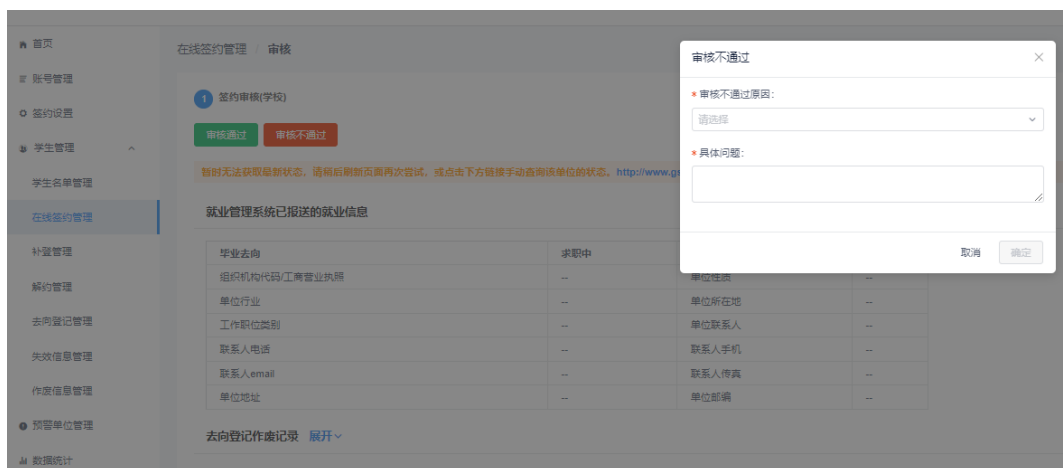 首页
账号管理
签约设置
学生管理
学生名单管理
在线签约管理
补登管理
解约管理
去向登记管理
失效信息管理
作废信息管理
预警单位管理
数据统计
在线签约管理 / 审核
1 签约审核(学校)
审核通过 审核不通过
暂时无法获取最新状态，请稍后刷新页面再次尝试，或点击下方链接手动查询该单位的状态。http://www.g
就业管理系统已报送的就业信息
毕业去向 求职中
组织机构代码/工商营业执照 -- 单位性质 --
单位行业 -- 单位所在地 --
工作职位类别 -- 单位联系人 --
联系人电话 -- 联系人手机 --
联系人email -- 联系人传真 --
单位地址 -- 单位邮编 --
去向登记作废记录 展开
审核不通过
* 审核不通过原因：
请选择
* 具体问题：
取消 确定